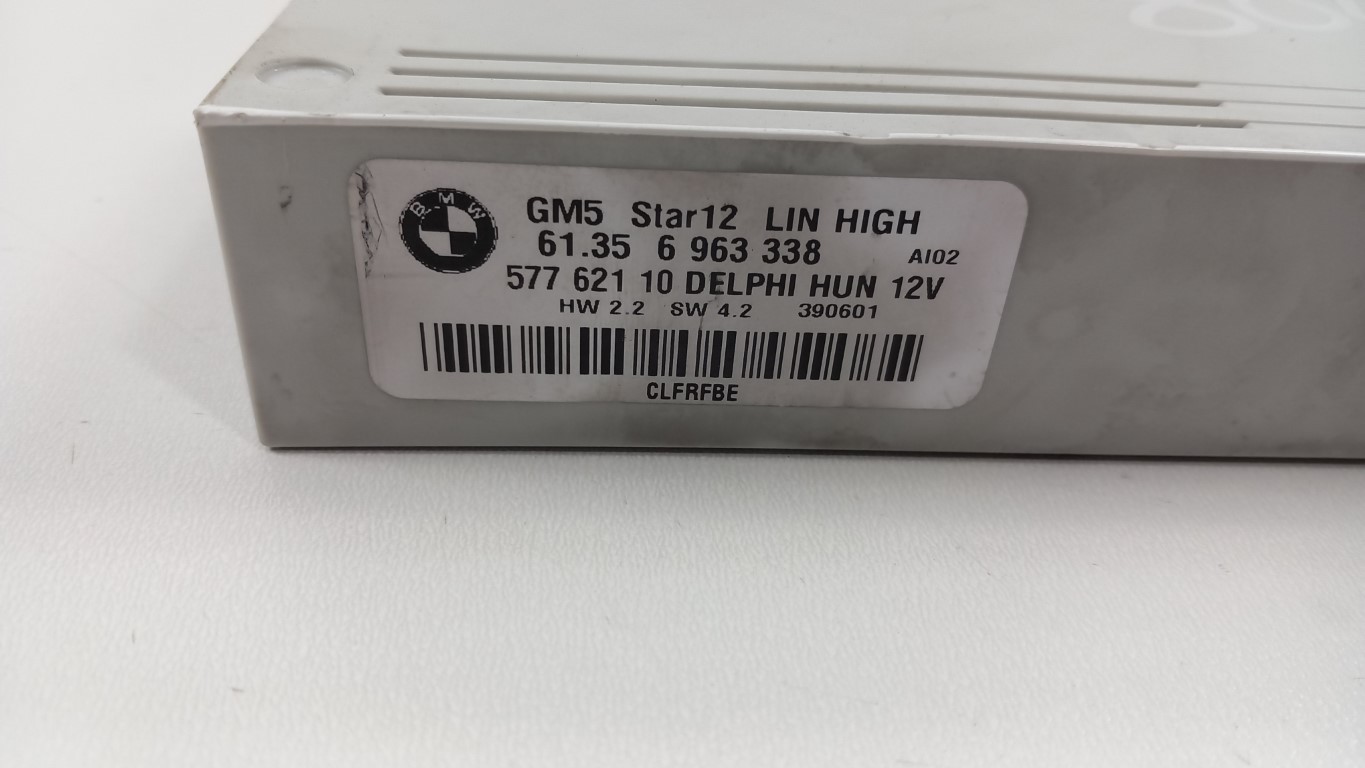 BMW
GM5 Star12 LIN HIGH
61.35 6 963 338 AI02
577 621 10 DELPHI HUN 12V
HW 2.2 SW 4.2 390601
CLFRFBE